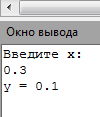 Окно вывода
Введите x:
0.3
y = 0.1